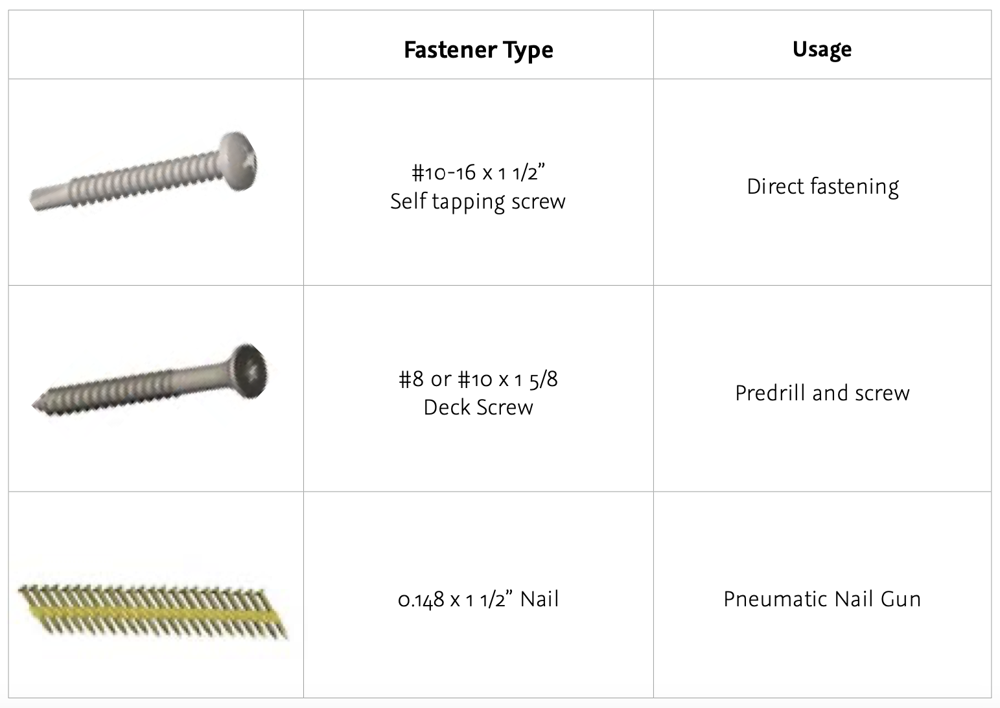 Fastener Type
Usage
#10-16 x 1 1/2”
Self tapping screw
Direct fastening
#8 or #10 x 1 5/8
Deck Screw
Predrill and screw
0.148 x 1 1/2” Nail
Pneumatic Nail Gun